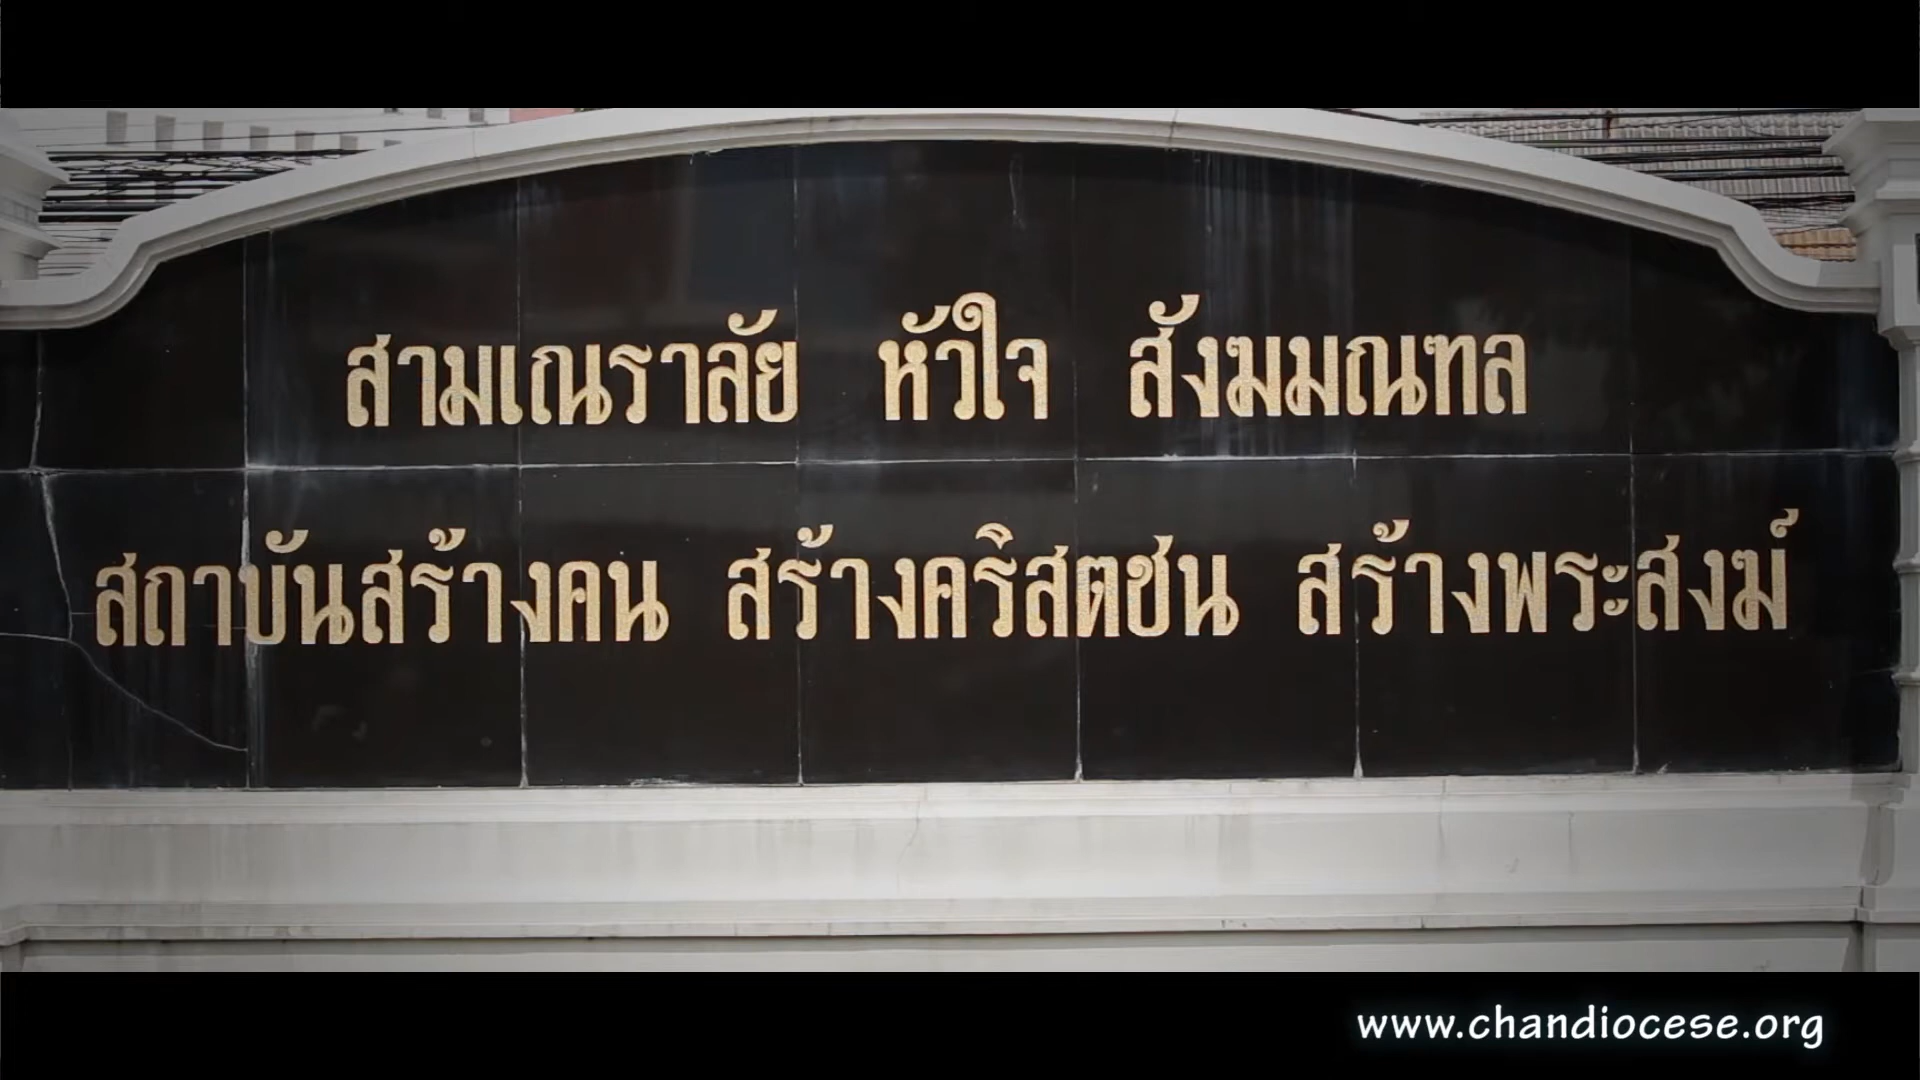 สามเณราลัย หัวใจ สังฆมณฑล
สถาบันสร้างคน สร้างคริสตชน สร้างพระสงฆ์
www.chandiocese.org